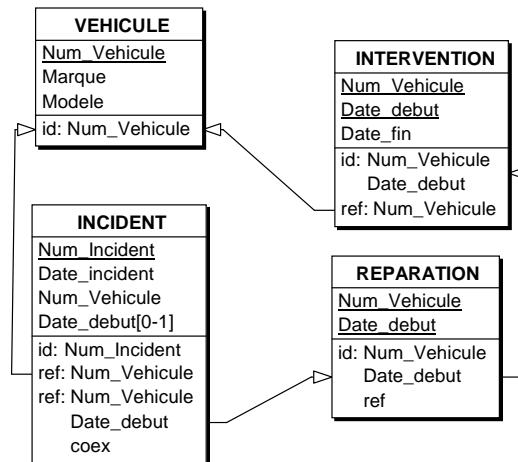 VEHICULE
Num_Vehicule
Marque
Modele
id: Num_Vehicule
INTERVENTION
Num_Vehicule
Date_debut
Date_fin
id: Num_Vehicule
Date_debut
ref: Num_Vehicule
INCIDENT
Num_Incident
Date_incident
Num_Vehicule
Date_debut[0-1]
id: Num_Incident
ref: Num_Vehicule
ref: Num_Vehicule
Date_debut
coex
REPARATION
Num_Vehicule
Date_debut
id: Num_Vehicule
Date_debut
ref